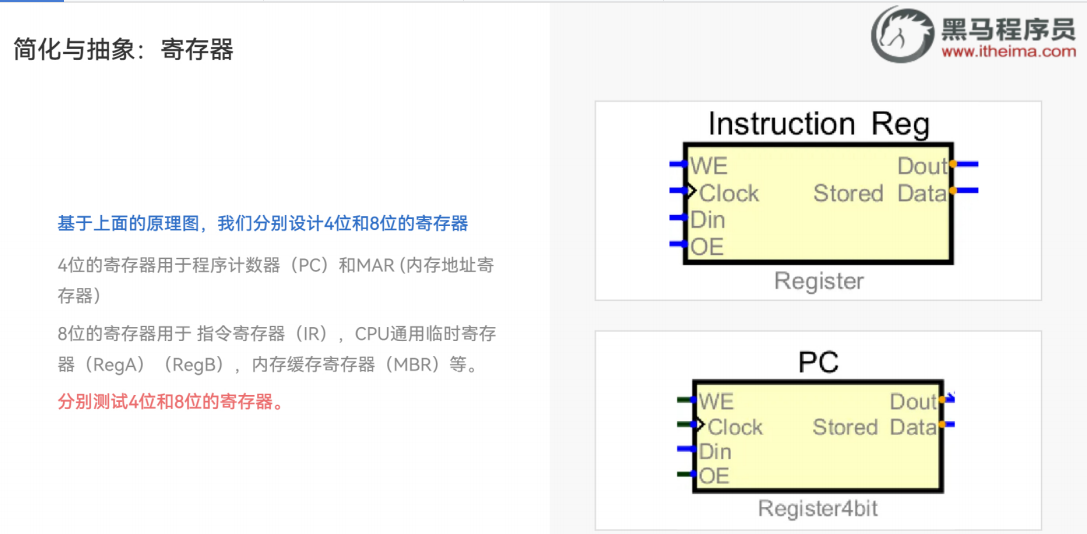 简化与抽象：寄存器
黑马程序员
www.itheima.com
基于上面的原理图，我们分别设计4位和8位的寄存器
4位的寄存器用于程序计数器（PC）和MAR (内存地址寄
存器）
8位的寄存器用于 指令寄存器（IR），CPU通用临时寄存
器（RegA）（RegB），内存缓存寄存器（MBR）等。
分别测试4位和8位的寄存器。
Instruction Reg
WE Dout
Clock Stored Data
Din
OE
Register
PC
WE Dout
Clock Stored Data
Din
OE
Register4bit